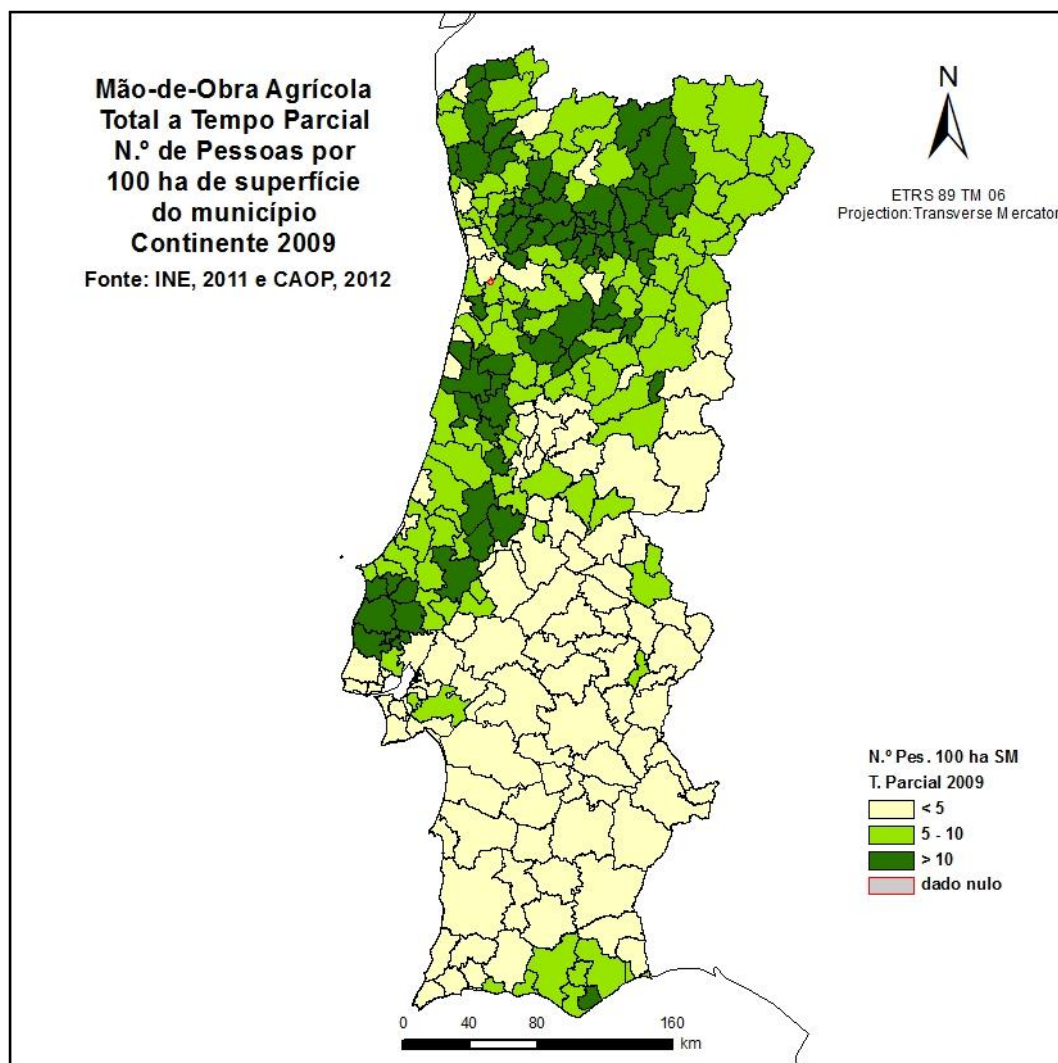 Mão-de-Obra Agrícola
Total a Tempo Parcial
N.º de Pessoas por
100 ha de superfície
do município
Continente 2009
Fonte: INE, 2011 e CAOP, 2012
N
ETRS 89 TM 06
Projection: Transverse Mercator
N.º Pes. 100 ha SM
T. Parcial 2009
< 5
5 - 10
> 10
dado nulo
0 40 80 160
km